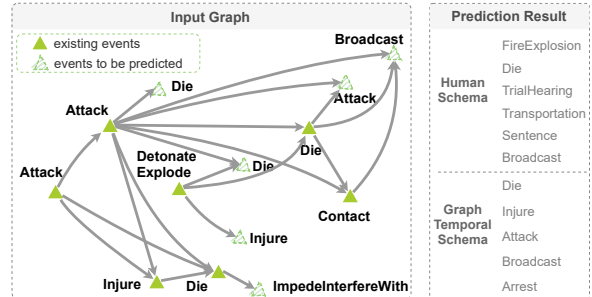 Input Graph
existing events
events to be predicted
Broadcast
Die
Attack
Attack
Die
Detonate
Explode
Die
Attack
Contact
Injure
Injure
Die
ImpedeInterfereWith
Prediction Result
Human
Schema
FireExplosion
Die
TrialHearing
Transportation
Sentence
Broadcast
Graph
Temporal
Schema
Die
Injure
Attack
Broadcast
Arrest